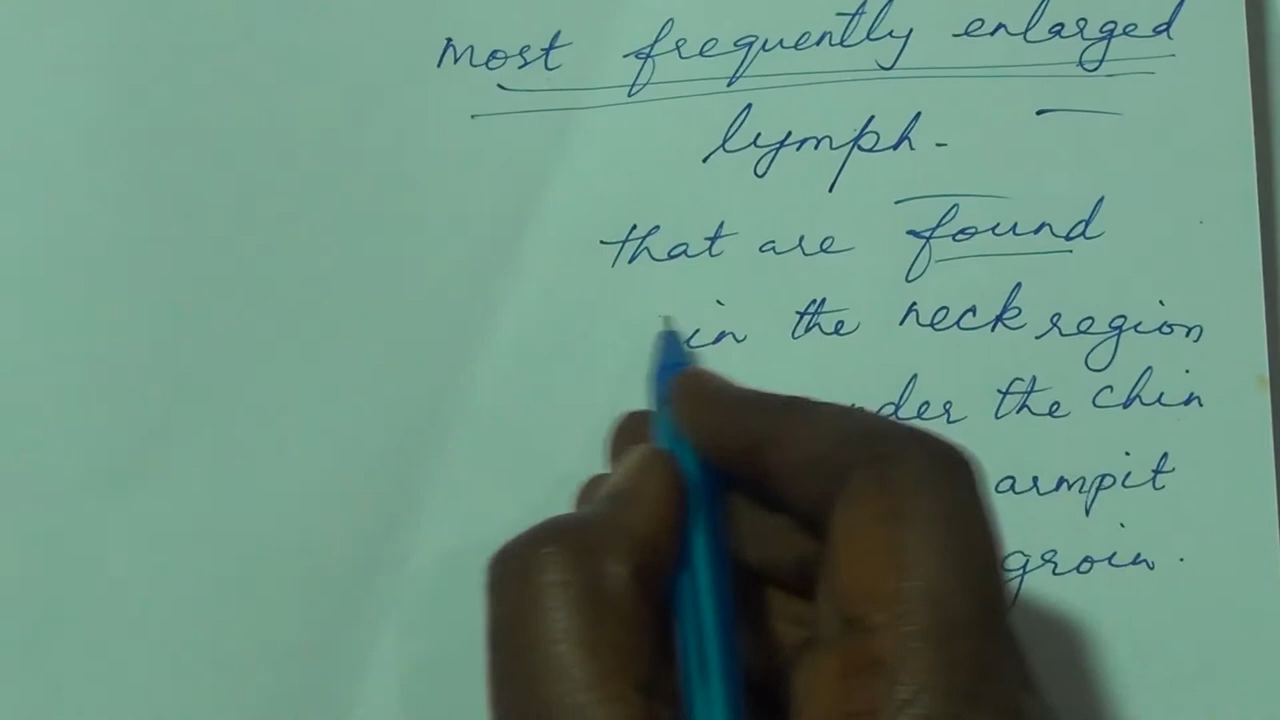 most frequently enlarged
lymph-
that are found
in the neck region
the chin
armpit
groin.